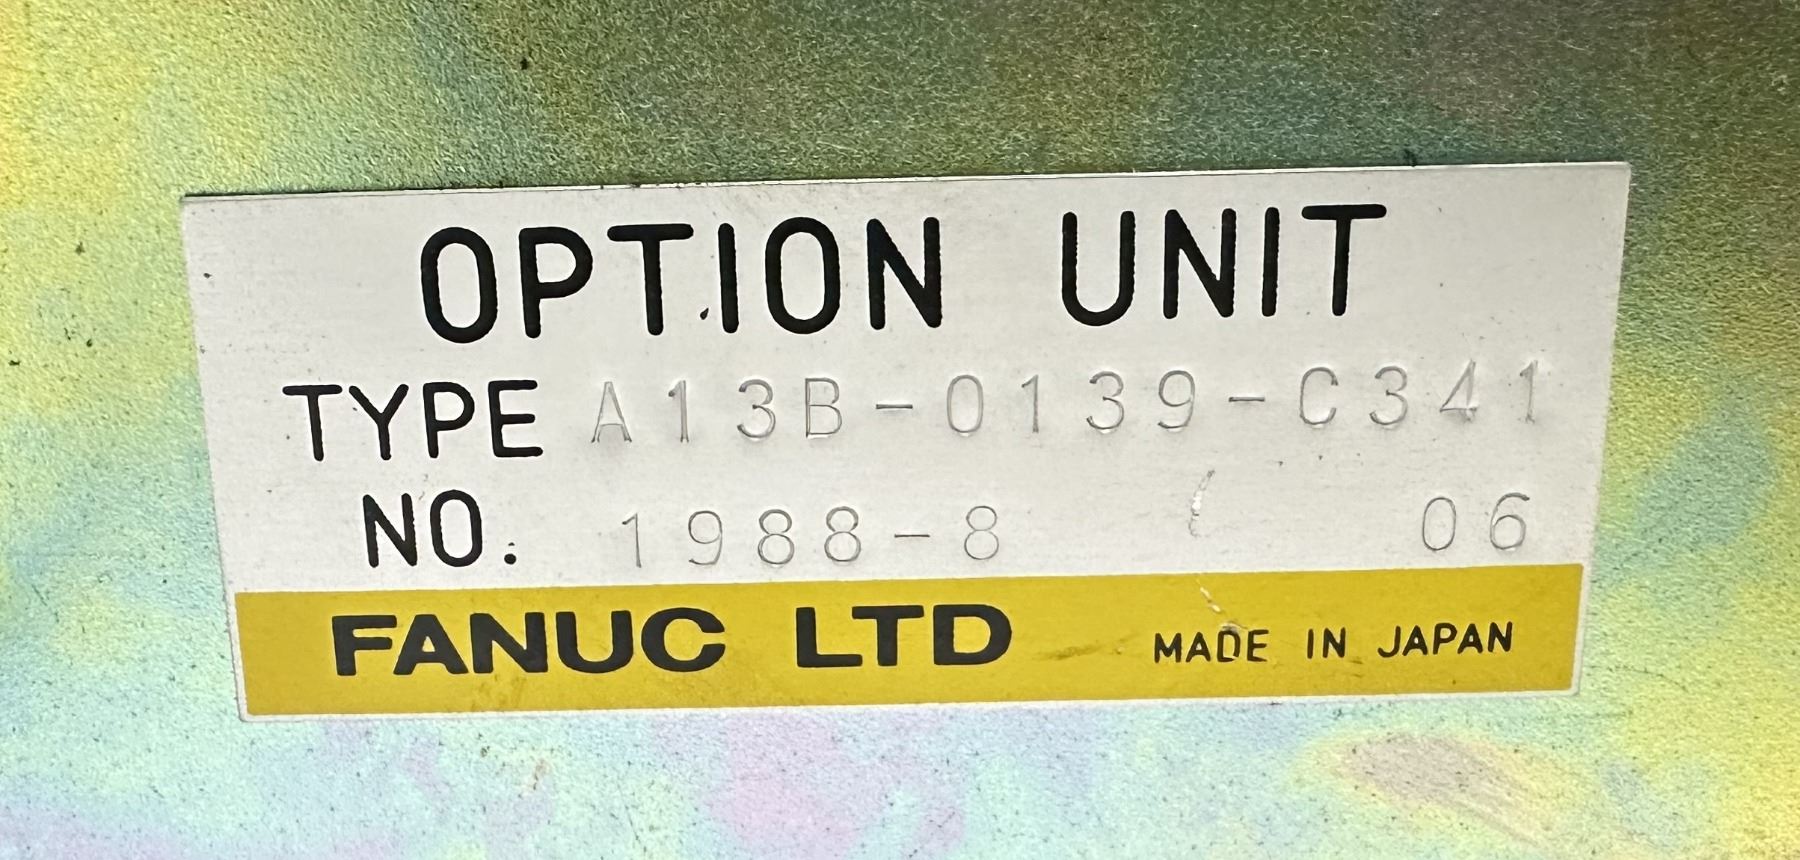 OPTION UNIT
TYPE A13B-0139-C341
NO. 1988-8 06
FANUC LTD MADE IN JAPAN